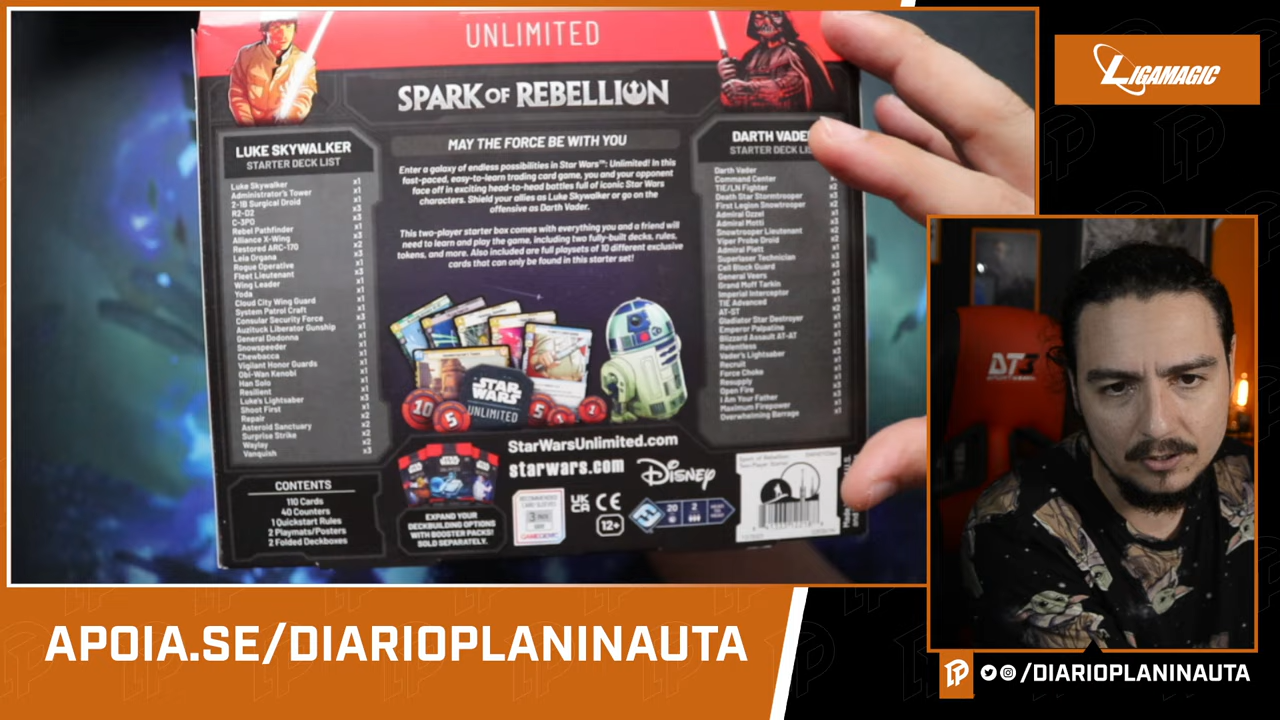 UNLIMITED
SPARK OF REBELLION
LUKE SKYWALKER
STARTER DECK LIST
Luke Skywalker x1
Administrator's Tower x1
2-1B Surgical Droid
R2-D2
C-3PO
Rebel Pathfinder
Alliance X-Wing
Restored ARC-170
Leia Organa
Rogue Operative
Fleet Lieutenant
Wing Leader
Yoda
Cloud City Wing Guard
System Patrol Craft
Consular Security Force
Auzituck Liberator Gunship
General Dodonna
Snowspeeder
Chewbacca
Vigilant Honor Guards
Obi-Wan Kenobi
Han Solo
Resilient
Luke's Lightsaber
Shoot First
Repair
Asteroid Sanctuary
Surprise Strike
Waylay
Vanquish x3
CONTENTS
110 Cards
40 Counters
1 Quickstart Rules
2 Playmats/Posters
2 Folded Deckboxes
MAY THE FORCE BE WITH YOU
Enter a galaxy of endless possibilities in Star Wars™: Unlimited! In this
fast-paced, easy-to-learn trading card game, you and your opponent
face off in exciting head-to-head battles full of iconic Star Wars
characters. Shield your allies as Luke Skywalker or go on the
offensive as Darth Vader.
This two-player starter box comes with everything you and a friend will
need to learn and play the game, including two fully-built decks, rules,
tokens, and more. Also included are full playsets of 10 different exclusive
cards that can only be found in this starter set!
STAR
WARS
UNLIMITED
10
5
5
1
1
StarWarsUnlimited.com
starwars.com
Disney
EXPAND YOUR
DECKBUILDING OPTIONS
WITH BOOSTER PACKS!
SOLD SEPARATELY.
UK
CA
CE
12+
20
2
DARTH VADER
STARTER DECK LIS
Darth Vader
Command Center
TIE/LN Fighter
Death Star Stormtrooper
First Legion Snowtrooper
Admiral Ozzel
Admiral Motti
Snowtrooper Lieutenant
Viper Probe Droid
Admiral Piett
Superlaser Technician
Cell Block Guard
General Veers
Grand Moff Tarkin
Imperial Interceptor
TIE Advanced
AT-ST
Gladiator Star Destroyer
Emperor Palpatine
Blizzard Assault AT-AT
Relentless
Vader's Lightsaber
Recruit
Force Choke
Resupply
Open Fire
I Am Your Father
Maximum Firepower
Overwhelming Barrage
LIGAMAGIC
DT3
APOIA.SE/DIARIOPLANINAUTA
/DIARIOPLANINAUTA